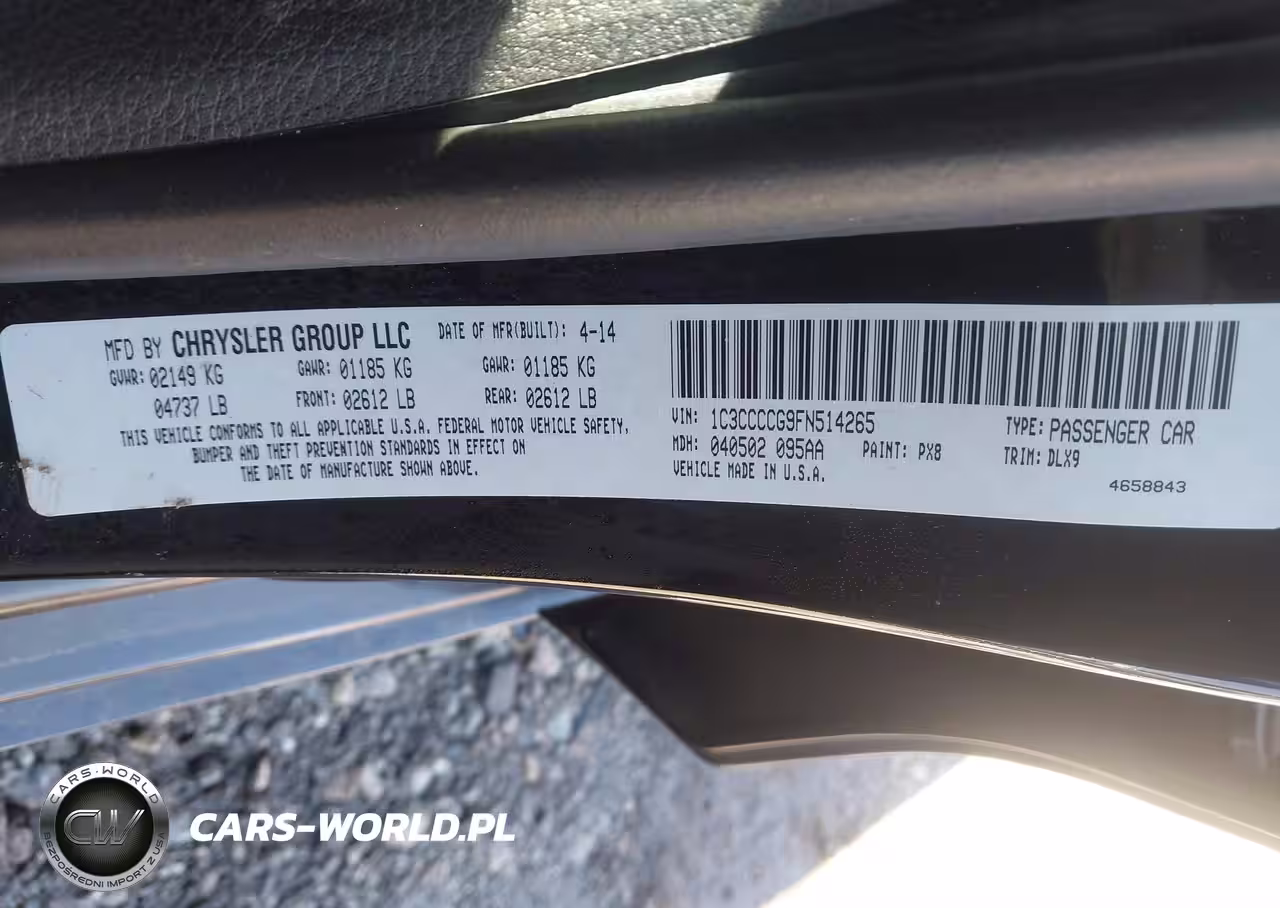 MFD BY CHRYSLER GROUP LLC
DATE OF MFR(BUILT): 4-14
GVWR: 02149 KG
04737 LB
GAWR: 01185 KG
FRONT: 02612 LB
GAWR: 01185 KG
REAR: 02612 LB
THIS VEHICLE CONFORMS TO ALL APPLICABLE U.S.A. FEDERAL MOTOR VEHICLE SAFETY,
BUMPER AND THEFT PREVENTION STANDARDS IN EFFECT ON
THE DATE OF MANUFACTURE SHOWN ABOVE.
VIN: 1C3CCCCG9FN514265
TYPE: PASSENGER CAR
MDH: 040502 095AA
PAINT: PX8
TRIM: DLX9
VEHICLE MADE IN U.S.A.
4658843
CARS-WORLD
CW
BEZPOŚREDNI IMPORT Z USA
CARS-WORLD.PL